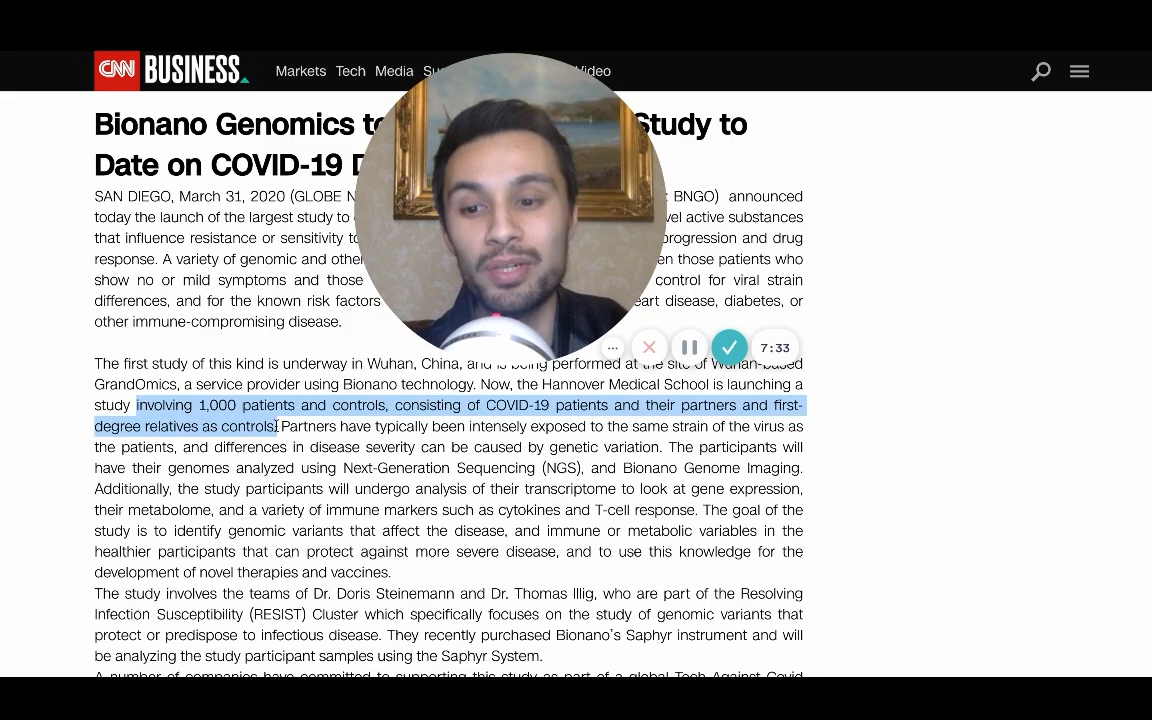 CNN BUSINESS Markets Tech Media Su Video
Bionano Genomics to Study to
Date on COVID-19 D
SAN DIEGO, March 31, 2020 (GLOBE N : BNGO) announced
today the launch of the largest study to vel active substances
that influence resistance or sensitivity to progression and drug
response. A variety of genomic and other en those patients who
show no or mild symptoms and those control for viral strain
differences, and for the known risk factors eart disease, diabetes, or
other immune-compromising disease.
... 7:33
The first study of this kind is underway in Wuhan, China, and is being performed at the site of Wuhan-based
GrandOmics, a service provider using Bionano technology. Now, the Hannover Medical School is launching a
study involving 1,000 patients and controls, consisting of COVID-19 patients and their partners and first-
degree relatives as controls. Partners have typically been intensely exposed to the same strain of the virus as
the patients, and differences in disease severity can be caused by genetic variation. The participants will
have their genomes analyzed using Next-Generation Sequencing (NGS), and Bionano Genome Imaging.
Additionally, the study participants will undergo analysis of their transcriptome to look at gene expression,
their metabolome, and a variety of immune markers such as cytokines and T-cell response. The goal of the
study is to identify genomic variants that affect the disease, and immune or metabolic variables in the
healthier participants that can protect against more severe disease, and to use this knowledge for the
development of novel therapies and vaccines.
The study involves the teams of Dr. Doris Steinemann and Dr. Thomas Illig, who are part of the Resolving
Infection Susceptibility (RESIST) Cluster which specifically focuses on the study of genomic variants that
protect or predispose to infectious disease. They recently purchased Bionano's Saphyr instrument and will
be analyzing the study participant samples using the Saphyr System.
A number of companies have committed to supporting this study as part of a global Tech Against Covid